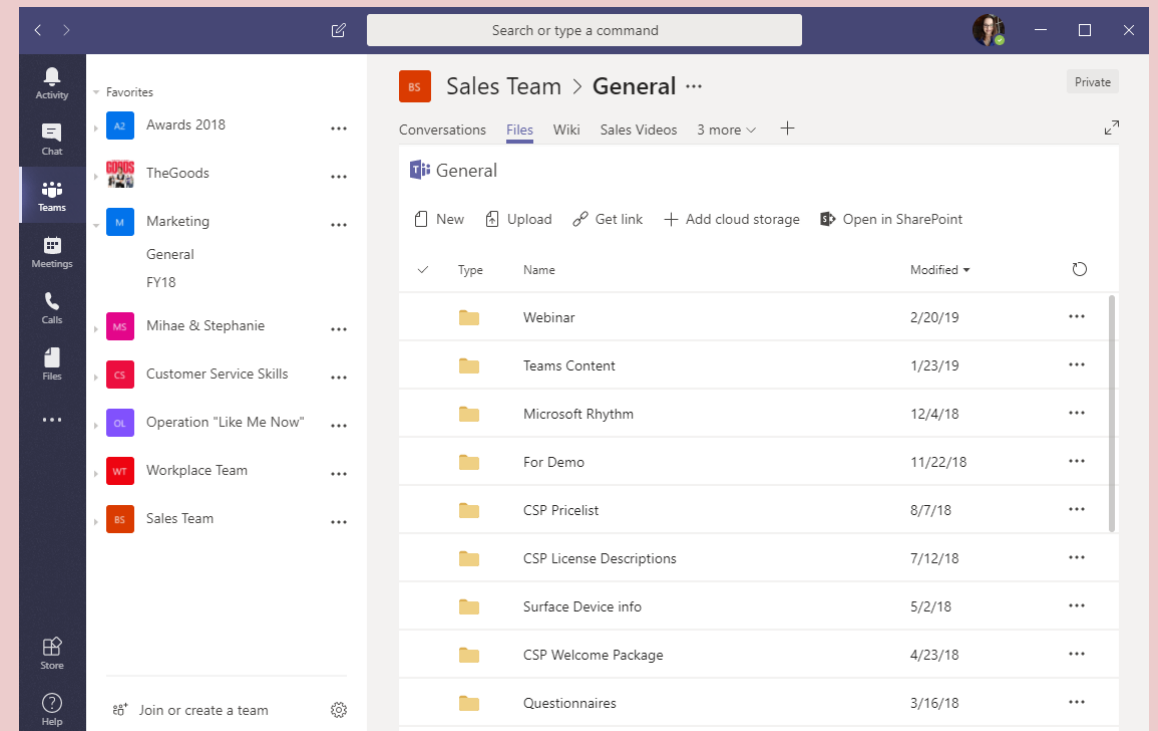 Search or type a command
Activity
Chat
Teams
Meetings
Calls
Files
Store
Help
Favorites
A2 Awards 2018
GOODS TheGoods
M Marketing
General
FY18
MS Mihae & Stephanie
CS Customer Service Skills
OL Operation "Like Me Now"
WT Workplace Team
BS Sales Team
Join or create a team
BS Sales Team > General
Private
Conversations Files Wiki Sales Videos 3 more
General
New Upload Get link Add cloud storage Open in SharePoint
Type Name Modified
Webinar 2/20/19
Teams Content 1/23/19
Microsoft Rhythm 12/4/18
For Demo 11/22/18
CSP Pricelist 8/7/18
CSP License Descriptions 7/12/18
Surface Device info 5/2/18
CSP Welcome Package 4/23/18
Questionnaires 3/16/18